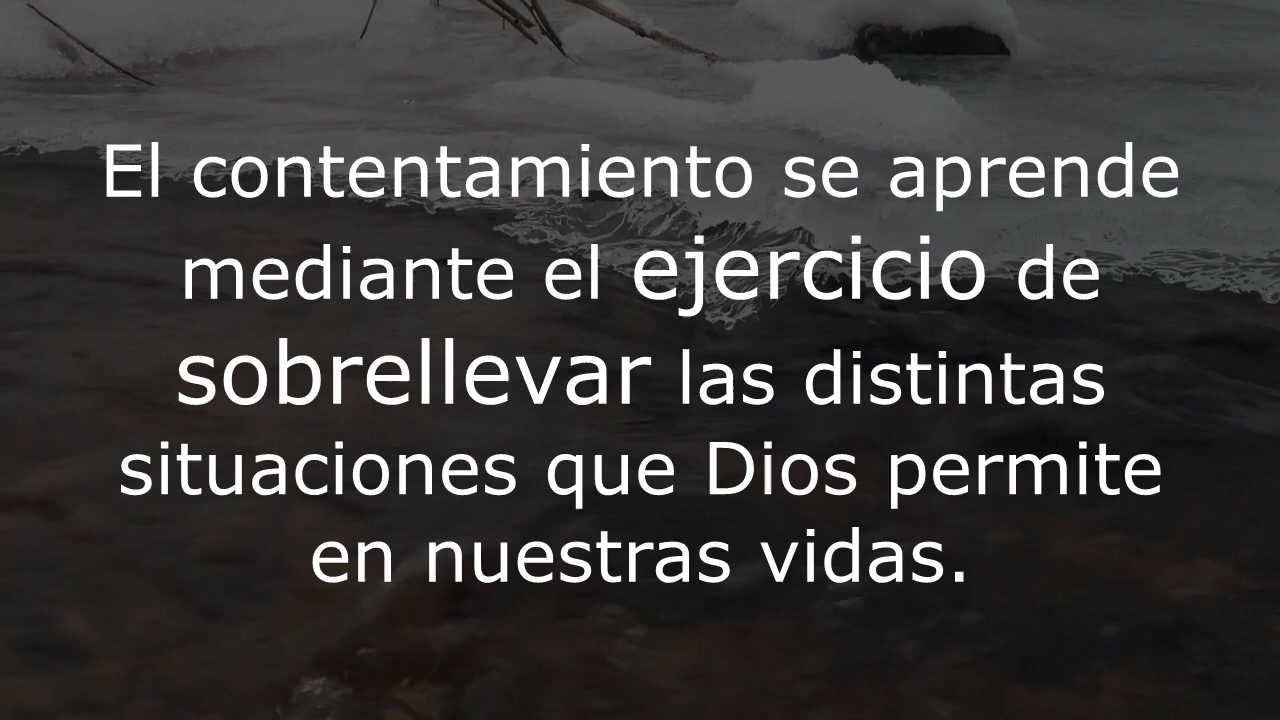 El contentamiento se aprende
mediante el ejercicio de
sobrellevar las distintas
situaciones que Dios permite
en nuestras vidas.